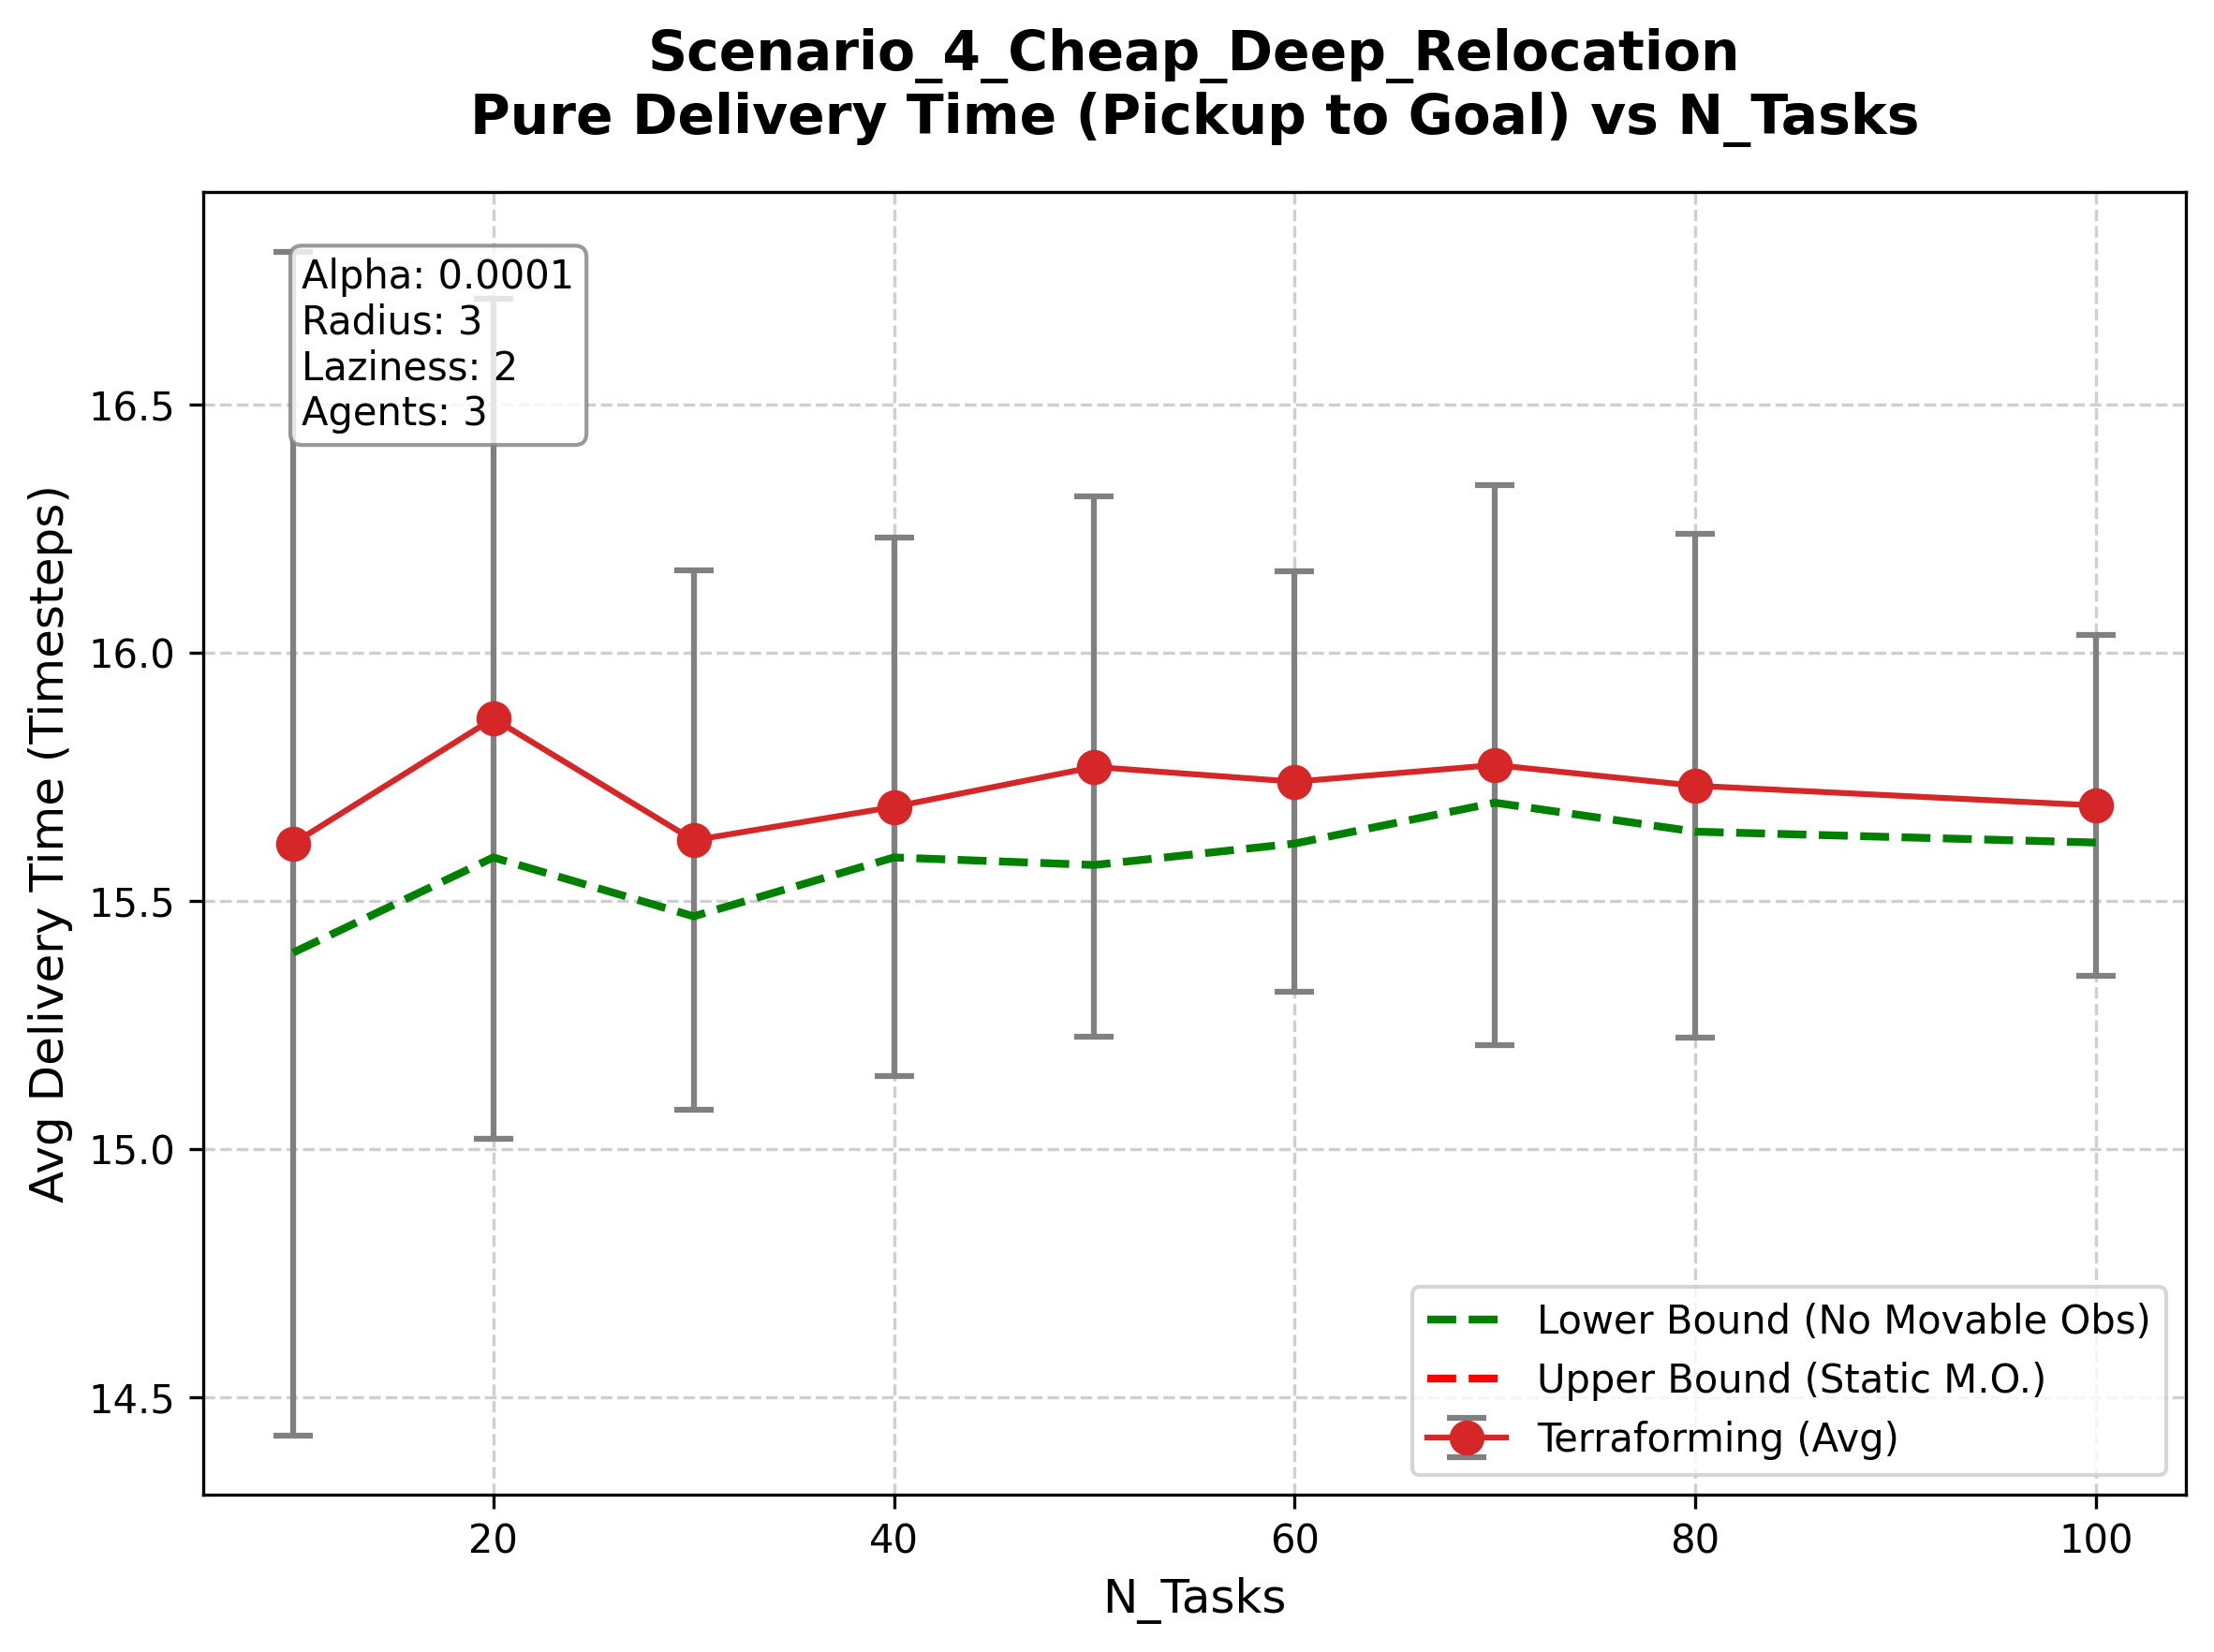 Scenario_4_Cheap_Deep_Relocation
Pure Delivery Time (Pickup to Goal) vs N_Tasks
Alpha: 0.0001
Radius: 3
Laziness: 2
Agents: 3
Avg Delivery Time (Timesteps)
16.5
16.0
15.5
15.0
14.5
Lower Bound (No Movable Obs)
Upper Bound (Static M.O.)
Terraforming (Avg)
20
40
60
80
100
N_Tasks